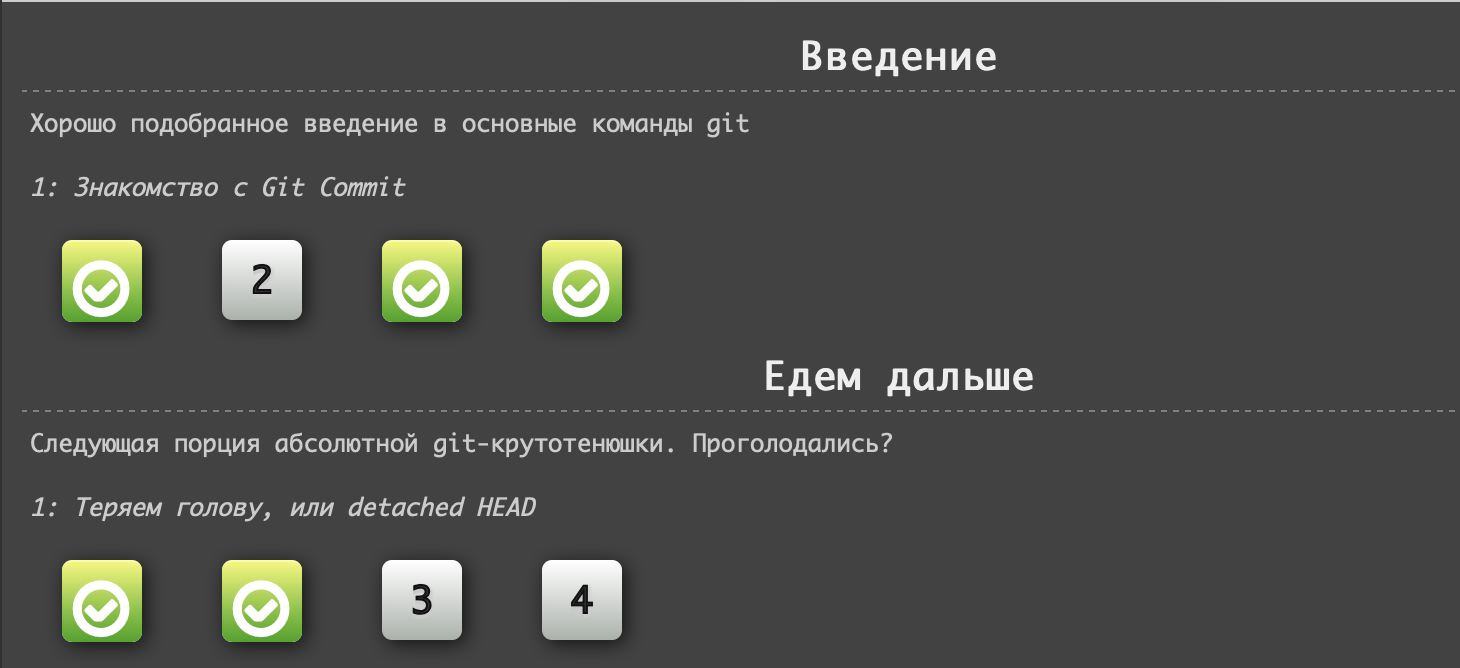 Введение
Хорошо подобранное введение в основные команды git
1: Знакомство с Git Commit
2
Едем дальше
Следующая порция абсолютной git-крутотенюшки. Проголодались?
1: Теряем голову, или detached HEAD
3 4